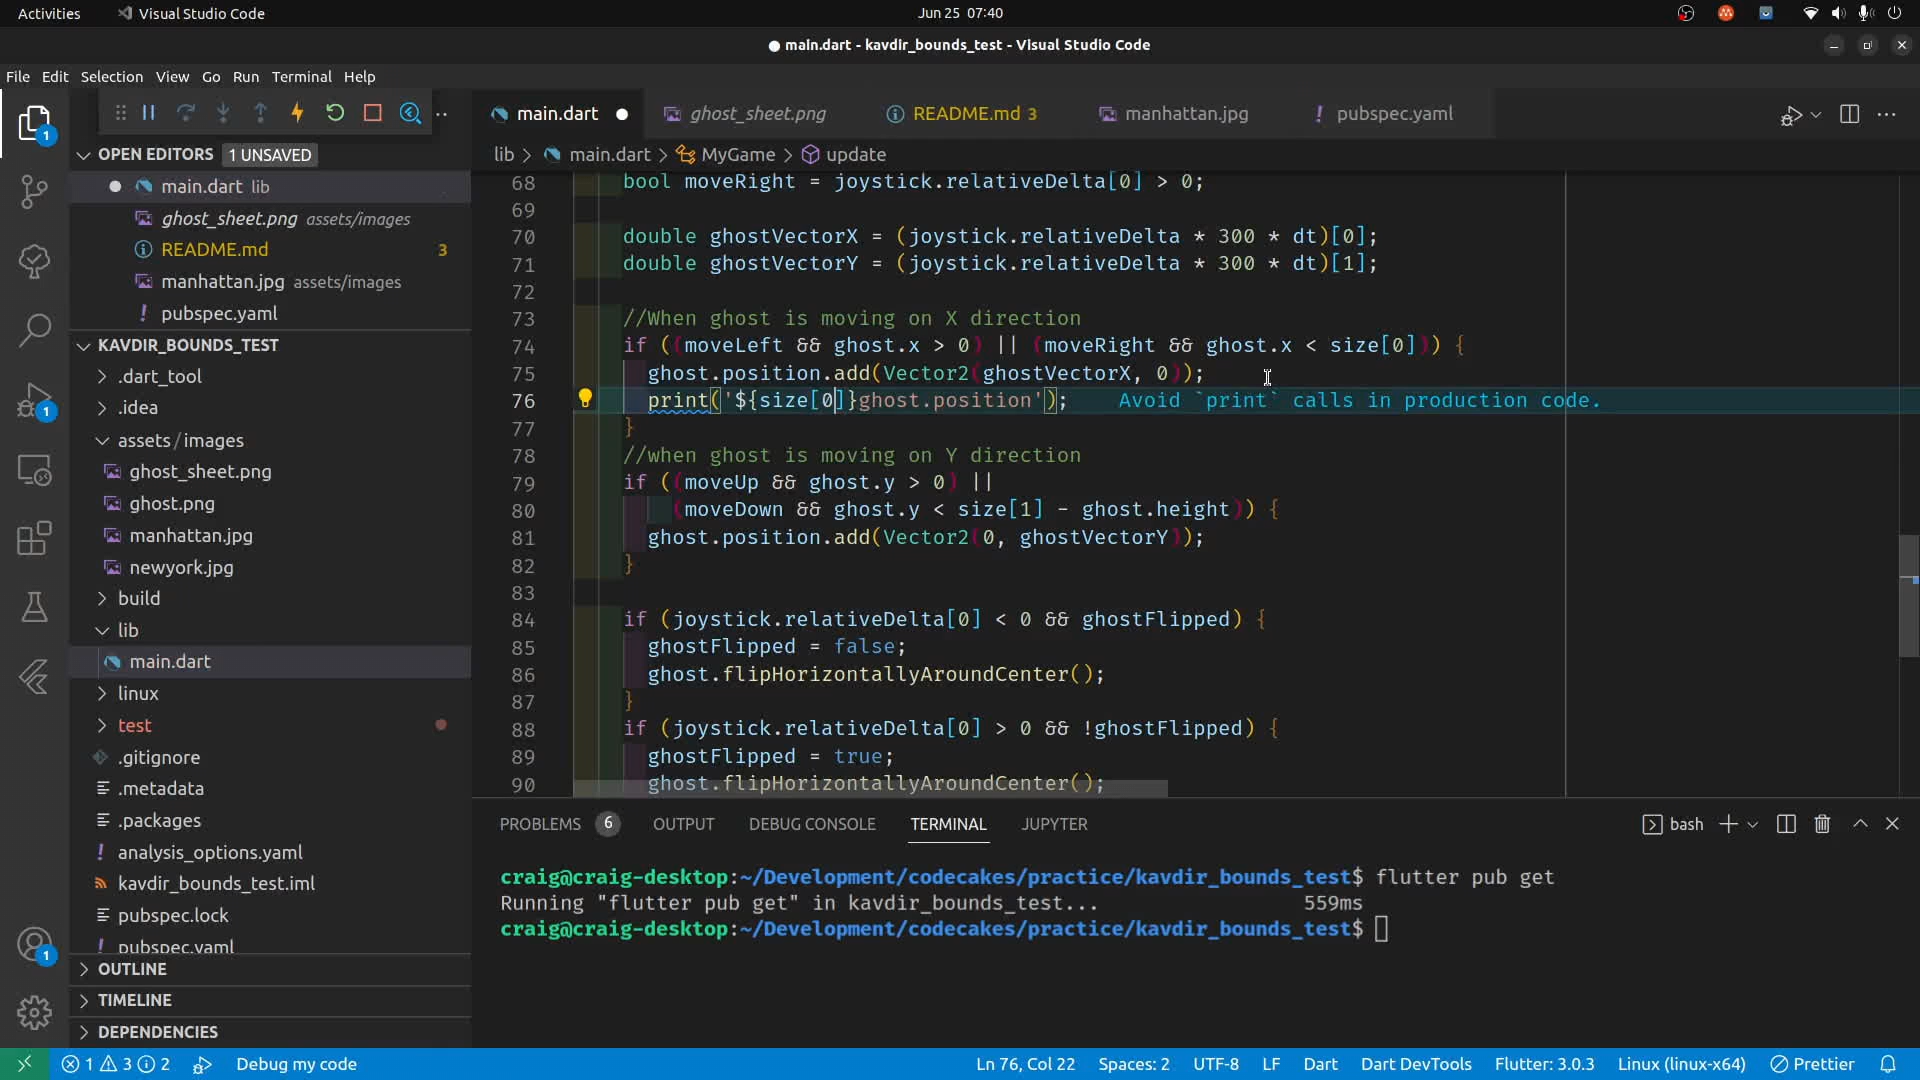 Activities
Visual Studio Code
Jun 25 07:40
● main.dart - kavdir_bounds_test - Visual Studio Code
File Edit Selection View Go Run Terminal Help
main.dart
ghost_sheet.png
README.md 3
manhattan.jpg
! pubspec.yaml
1
OPEN EDITORS 1 UNSAVED
main.dart lib
ghost_sheet.png assets/images
README.md 3
manhattan.jpg assets/images
! pubspec.yaml
KAVDIR_BOUNDS_TEST
.dart_tool
.idea
assets/images
ghost_sheet.png
ghost.png
manhattan.jpg
newyork.jpg
build
lib
main.dart
linux
test
.gitignore
.metadata
.packages
! analysis_options.yaml
kavdir_bounds_test.iml
pubspec.lock
! pubspec.yaml
OUTLINE
TIMELINE
DEPENDENCIES
1
1
lib > main.dart > MyGame > update
68 bool moveRight = joystick.relativeDelta[0] > 0;
69
70 double ghostVectorX = (joystick.relativeDelta * 300 * dt)[0];
71 double ghostVectorY = (joystick.relativeDelta * 300 * dt)[1];
72
73 //When ghost is moving on X direction
74 if ((moveLeft && ghost.x > 0) || (moveRight && ghost.x < size[0])) {
75 ghost.position.add(Vector2(ghostVectorX, 0));
76 print('${size[0]}ghost.position'); Avoid `print` calls in production code.
77 }
78 //when ghost is moving on Y direction
79 if ((moveUp && ghost.y > 0) ||
80 (moveDown && ghost.y < size[1] - ghost.height)) {
81 ghost.position.add(Vector2(0, ghostVectorY));
82 }
83
84 if (joystick.relativeDelta[0] < 0 && ghostFlipped) {
85 ghostFlipped = false;
86 ghost.flipHorizontallyAroundCenter();
87 }
88 if (joystick.relativeDelta[0] > 0 && !ghostFlipped) {
89 ghostFlipped = true;
90 ghost.flipHorizontallyAroundCenter();
PROBLEMS 6 OUTPUT DEBUG CONSOLE TERMINAL JUPYTER
bash
craig@craig-desktop:~/Development/codecakes/practice/kavdir_bounds_test$ flutter pub get
Running "flutter pub get" in kavdir_bounds_test... 559ms
craig@craig-desktop:~/Development/codecakes/practice/kavdir_bounds_test$
1 3 2 Debug my code
Ln 76, Col 22 Spaces: 2 UTF-8 LF Dart Dart DevTools Flutter: 3.0.3 Linux (linux-x64) Prettier